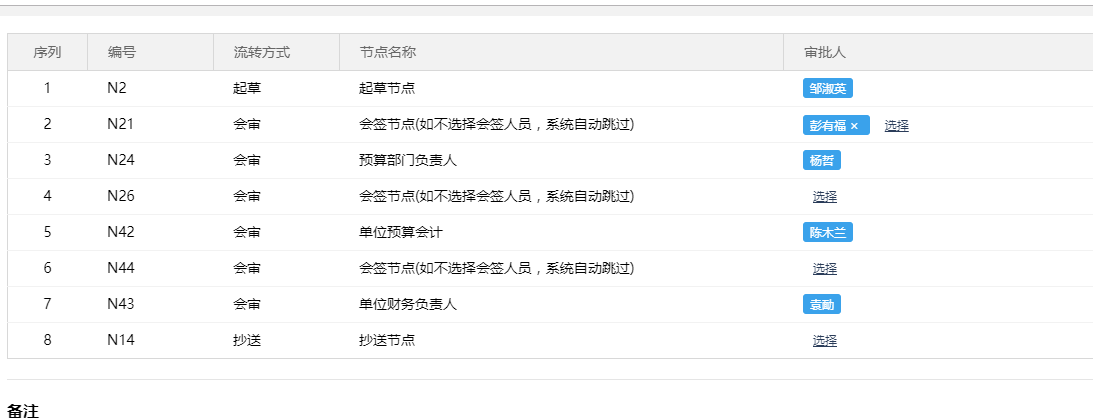 序列 编号 流转方式 节点名称 审批人
1 N2 起草 起草节点 邹淑英
2 N21 会审 会签节点(如不选择会签人员，系统自动跳过) 彭有福 × 选择
3 N24 会审 预算部门负责人 杨哲
4 N26 会审 会签节点(如不选择会签人员，系统自动跳过) 选择
5 N42 会审 单位预算会计 陈木兰
6 N44 会审 会签节点(如不选择会签人员，系统自动跳过) 选择
7 N43 会审 单位财务负责人 袁勐
8 N14 抄送 抄送节点 选择
备注